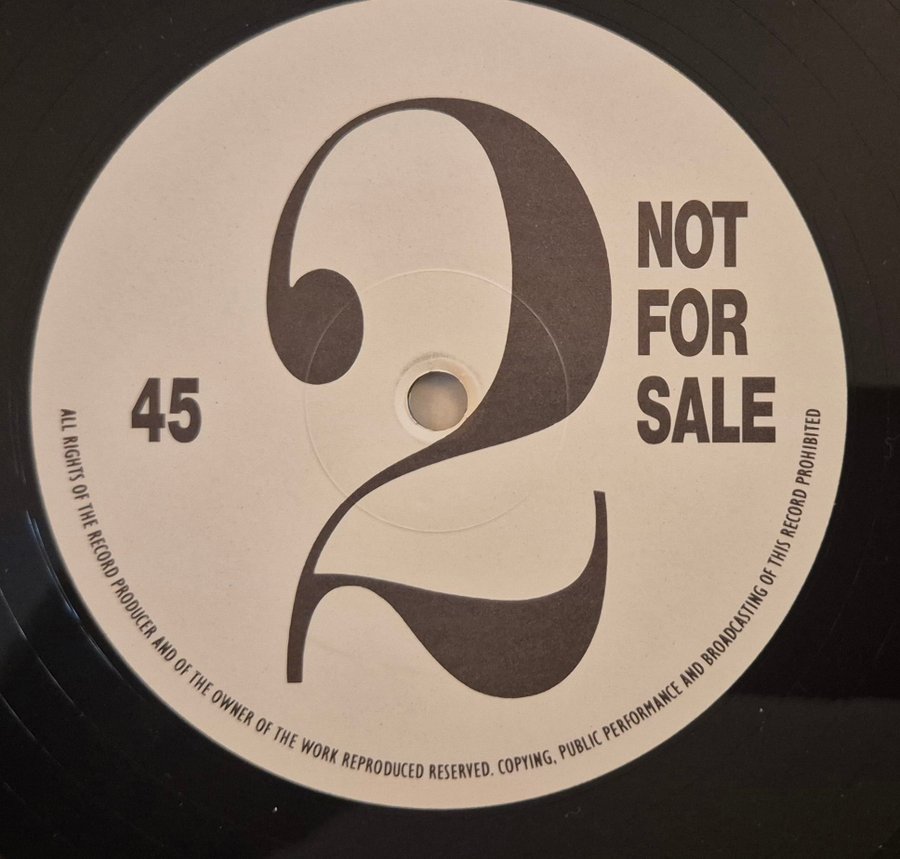 2
NOT
FOR
SALE
45
ALL RIGHTS OF THE RECORD PRODUCER AND OF THE OWNER OF THE WORK REPRODUCED RESERVED. COPYING, PUBLIC PERFORMANCE AND BROADCASTING OF THIS RECORD PROHIBITED